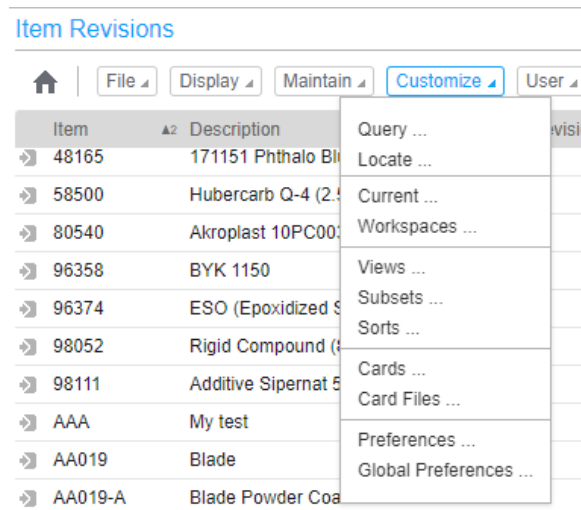 Item Revisions
File Display Maintain Customize User
Item 2 Description
48165 171151 Phthalo
58500 Hubercarb Q-4
80540 Akroplast
96358 BYK 1150
96374 ESO (Epoxidized
98052 Rigid Compound
98111 Additive Sipernat 5
AAA My test
AA019 Blade
AA019-A Blade Powder
Query ...
Locate ...
Current ...
Workspaces ...
Views ...
Subsets ...
Sorts ...
Cards ...
Card Files ...
Preferences ...
Global Preferences ...